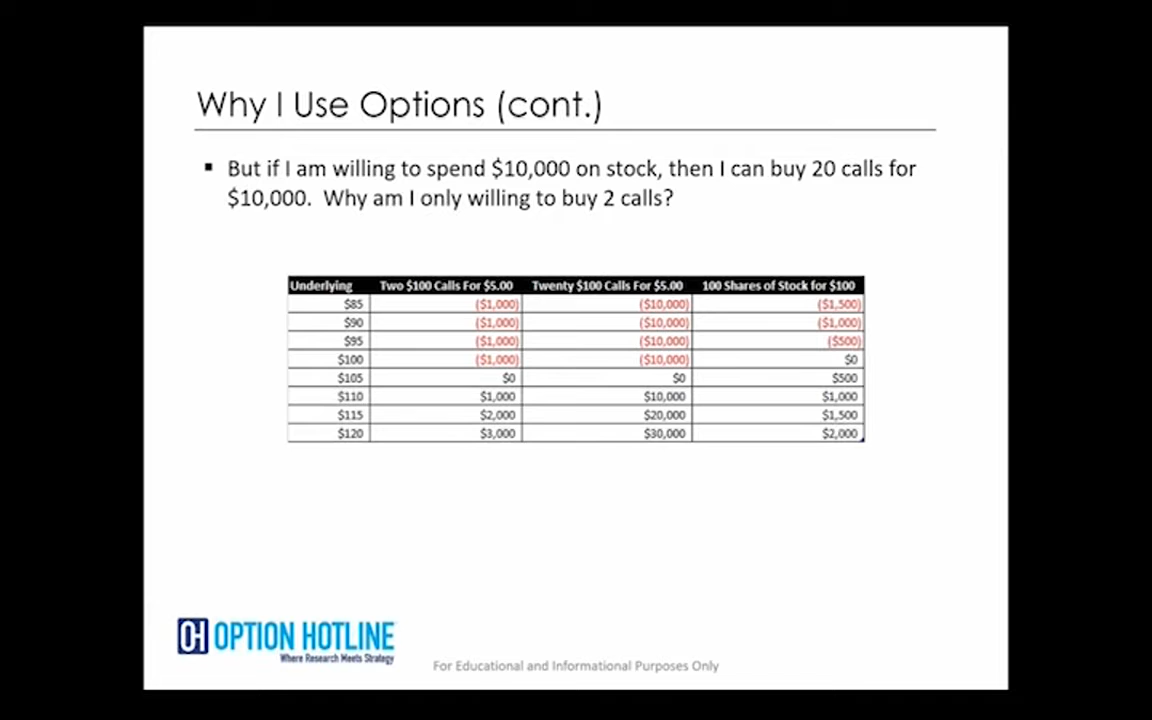 Why I Use Options (cont.)
▪ But if I am willing to spend $10,000 on stock, then I can buy 20 calls for
$10,000.  Why am I only willing to buy 2 calls?
Underlying Two $100 Calls For $5.00 Twenty $100 Calls For $5.00 100 Shares of Stock for $100
$85 ($1,000) ($10,000) ($1,500)
$90 ($1,000) ($10,000) ($1,000)
$95 ($1,000) ($10,000) ($500)
$100 ($1,000) ($10,000) $0
$105 $0 $0 $500
$110 $1,000 $10,000 $1,000
$115 $2,000 $20,000 $1,500
$120 $3,000 $30,000 $2,000
OH OPTION HOTLINE
Where Research Meets Strategy
For Educational and Informational Purposes Only